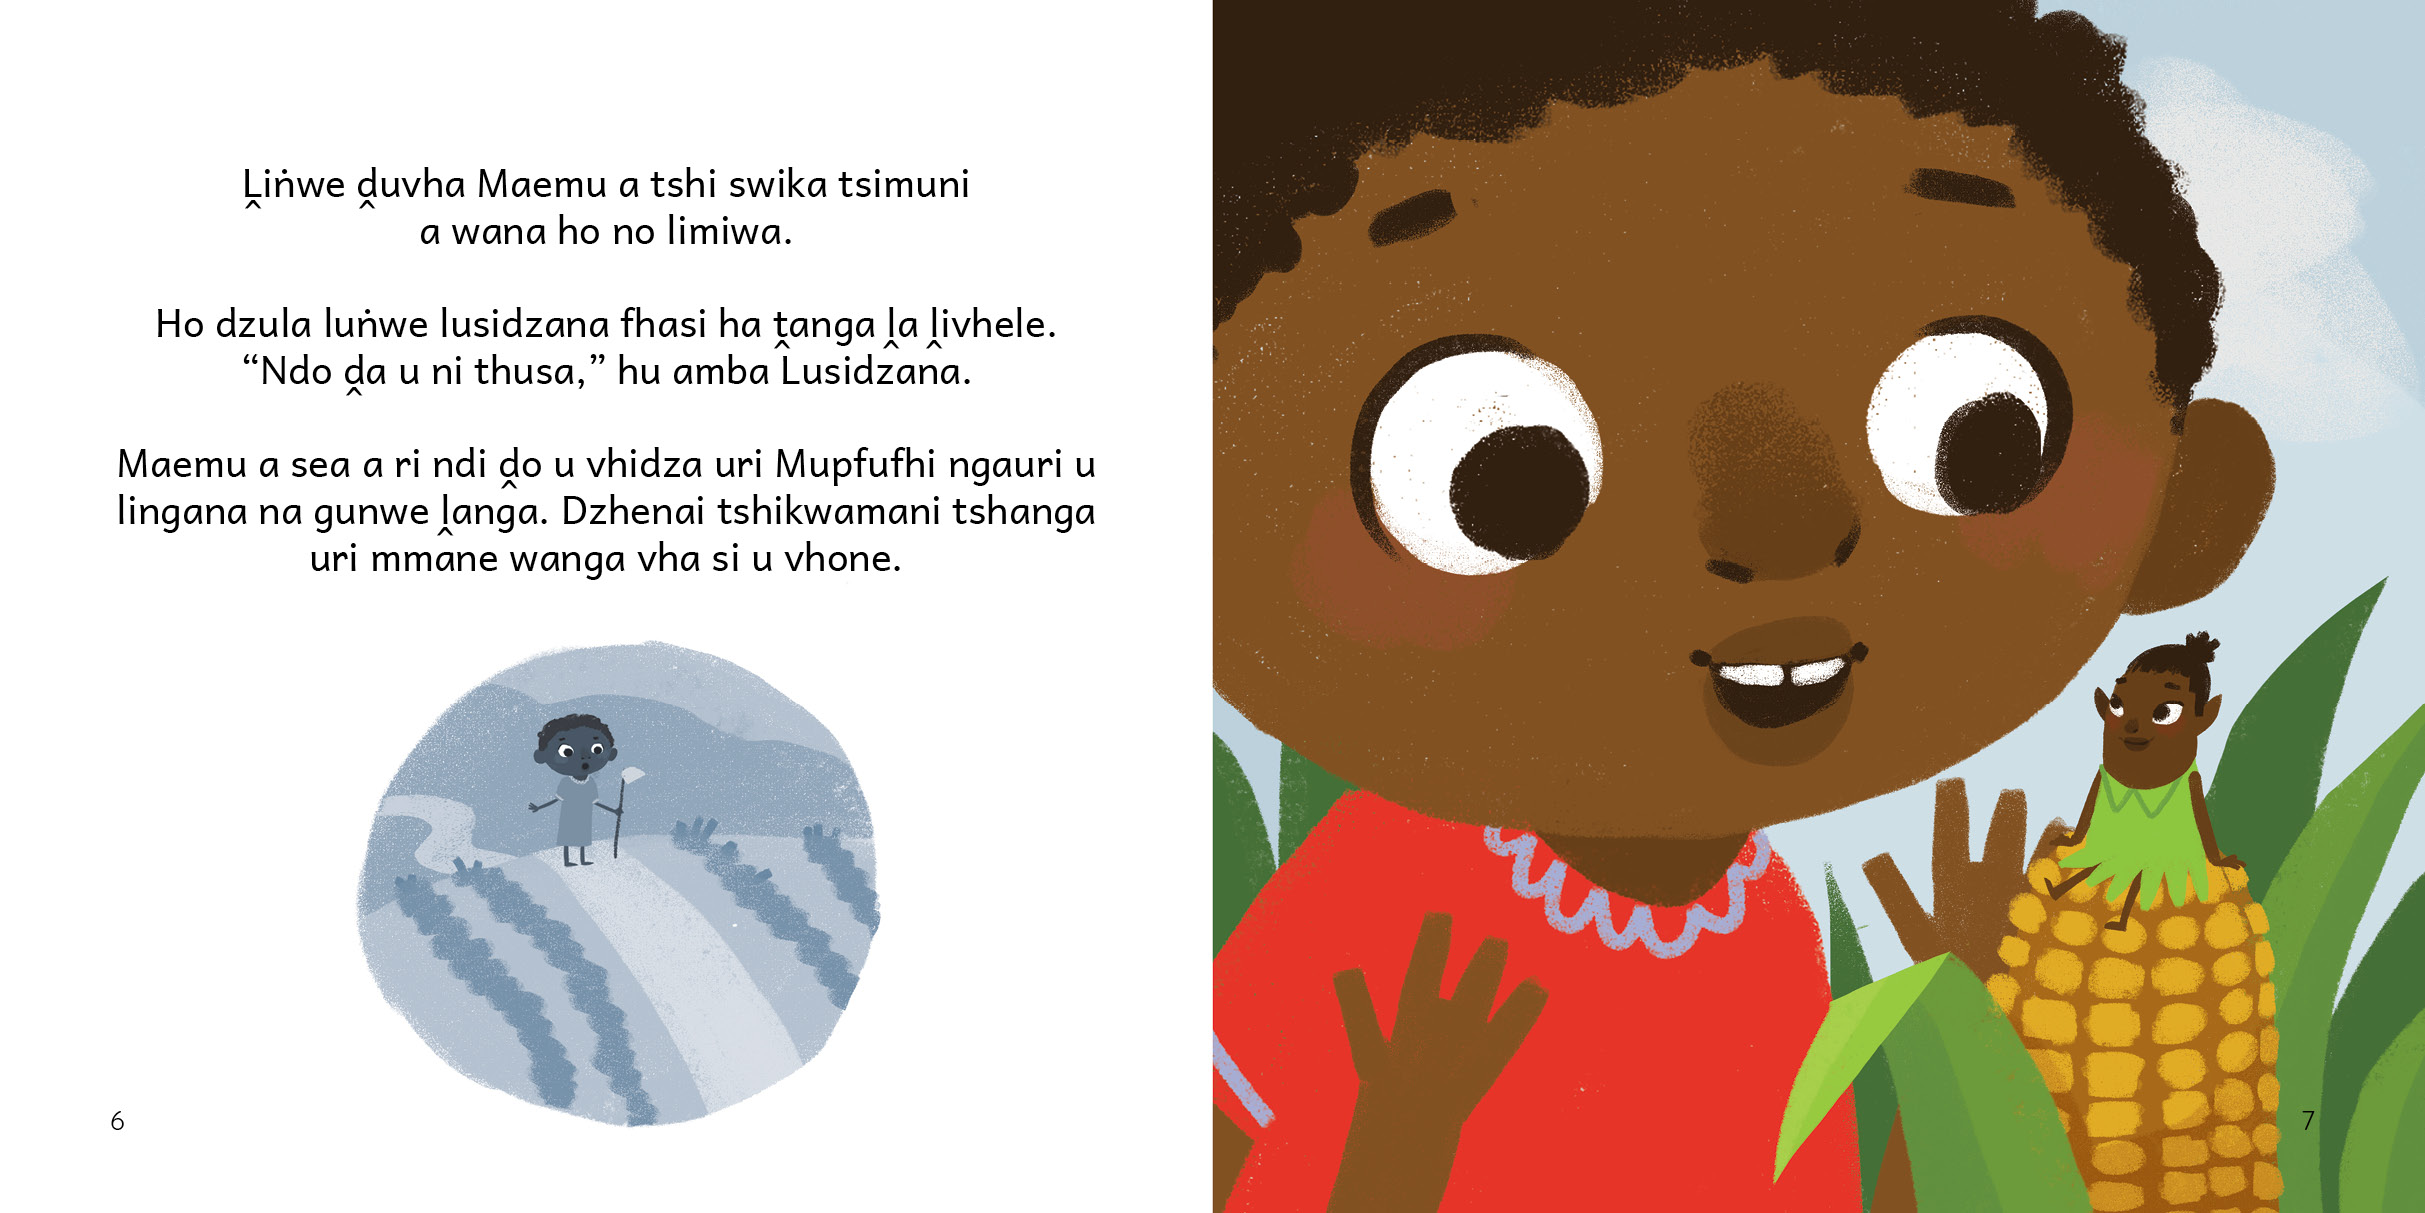 Ḽiṅwe ḓuvha Maemu a tshi swika tsimuni
a wana ho no limiwa.
Ho dzula luṅwe lusidzana fhasi ha ṱanga ḽa ḽivhele.
“Ndo ḓa u ni thusa,” hu amba Lusidzana.
Maemu a sea a ri ndi ḓo u vhidza uri Mupfufhi ngauri u
lingana na gunwe ḽanga. Dzhenai tshikwamani tshanga
uri mmane wanga vha si u vhone.
6
7